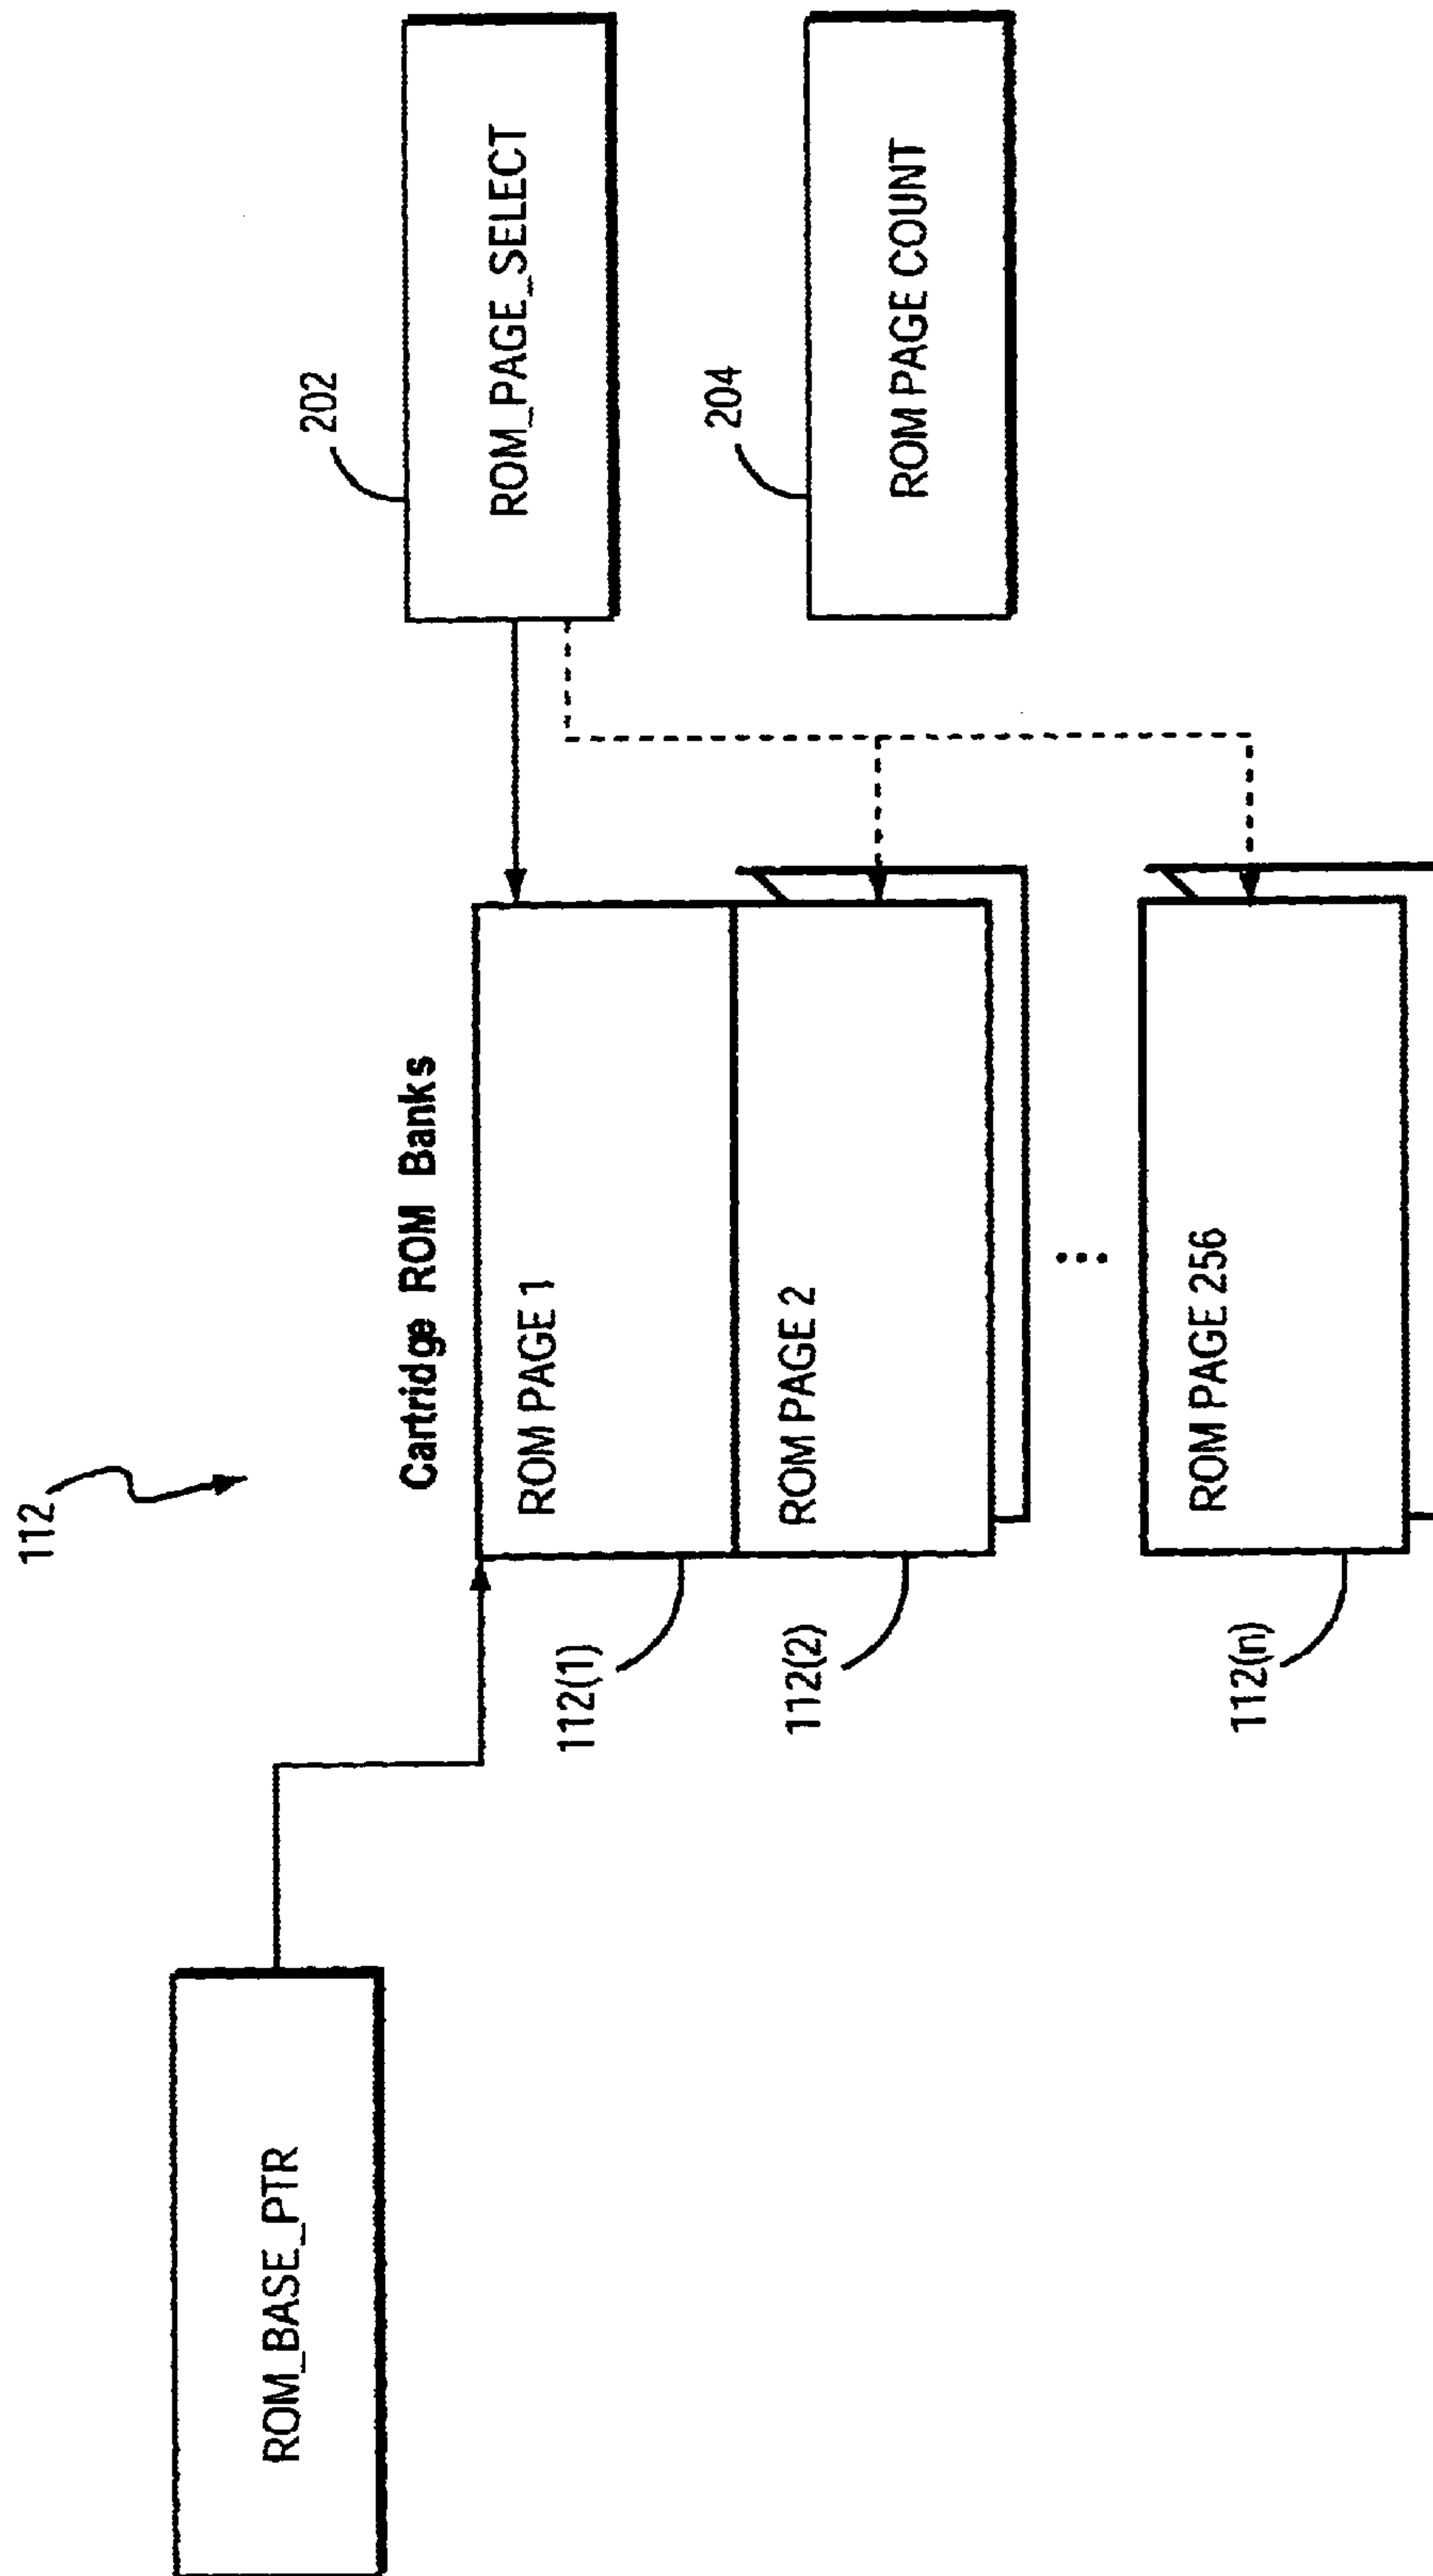 112
Cartridge ROM Banks
ROM_BASE_PTR
ROM PAGE 1
112(1)
ROM PAGE 2
112(2)
ROM PAGE 256
112(n)
202
ROM_PAGE_SELECT
204
ROM PAGE COUNT